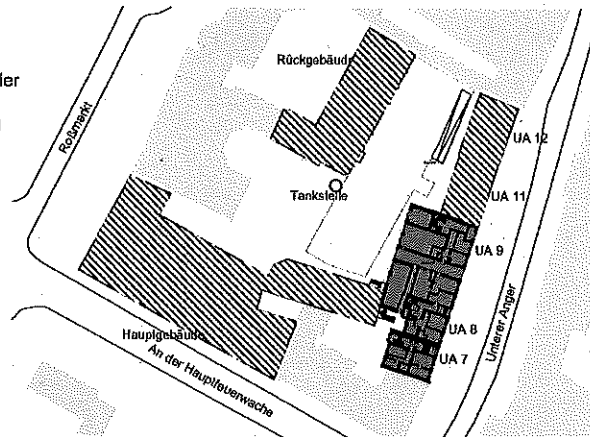 Rückgebäude
ler
Roßmarkt
UA 12
Tankstelle
UA 11
UA 9
Hauptgebäude
UA 8
Unterer Anger
UA 7
An der Hauptfeuerwache